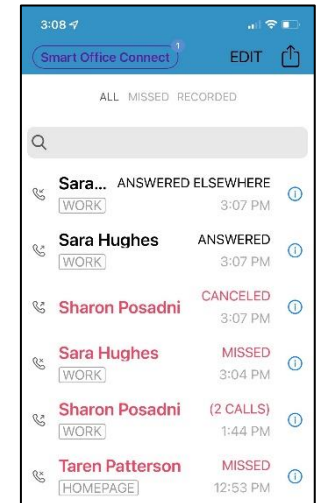 3:08
Smart Office Connect 1 EDIT
ALL MISSED RECORDED
Sara... ANSWERED ELSEWHERE
WORK 3:07 PM
Sara Hughes ANSWERED
WORK 3:07 PM
Sharon Posadni CANCELED
3:07 PM
Sara Hughes MISSED
WORK 3:04 PM
Sharon Posadni (2 CALLS)
WORK 1:44 PM
Taren Patterson MISSED
HOMEPAGE 12:53 PM